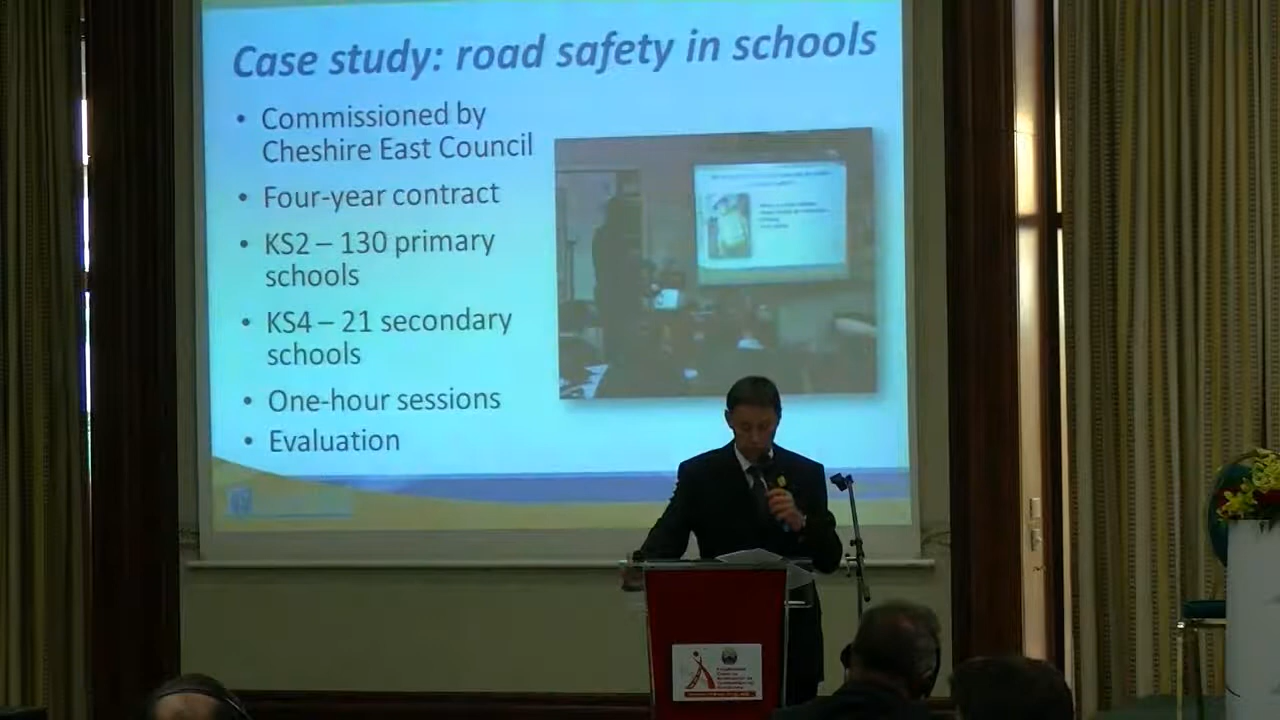 Case study: road safety in schools
• Commissioned by
Cheshire East Council
• Four-year contract
• KS2 – 130 primary
schools
• KS4 – 21 secondary
schools
• One-hour sessions
• Evaluation